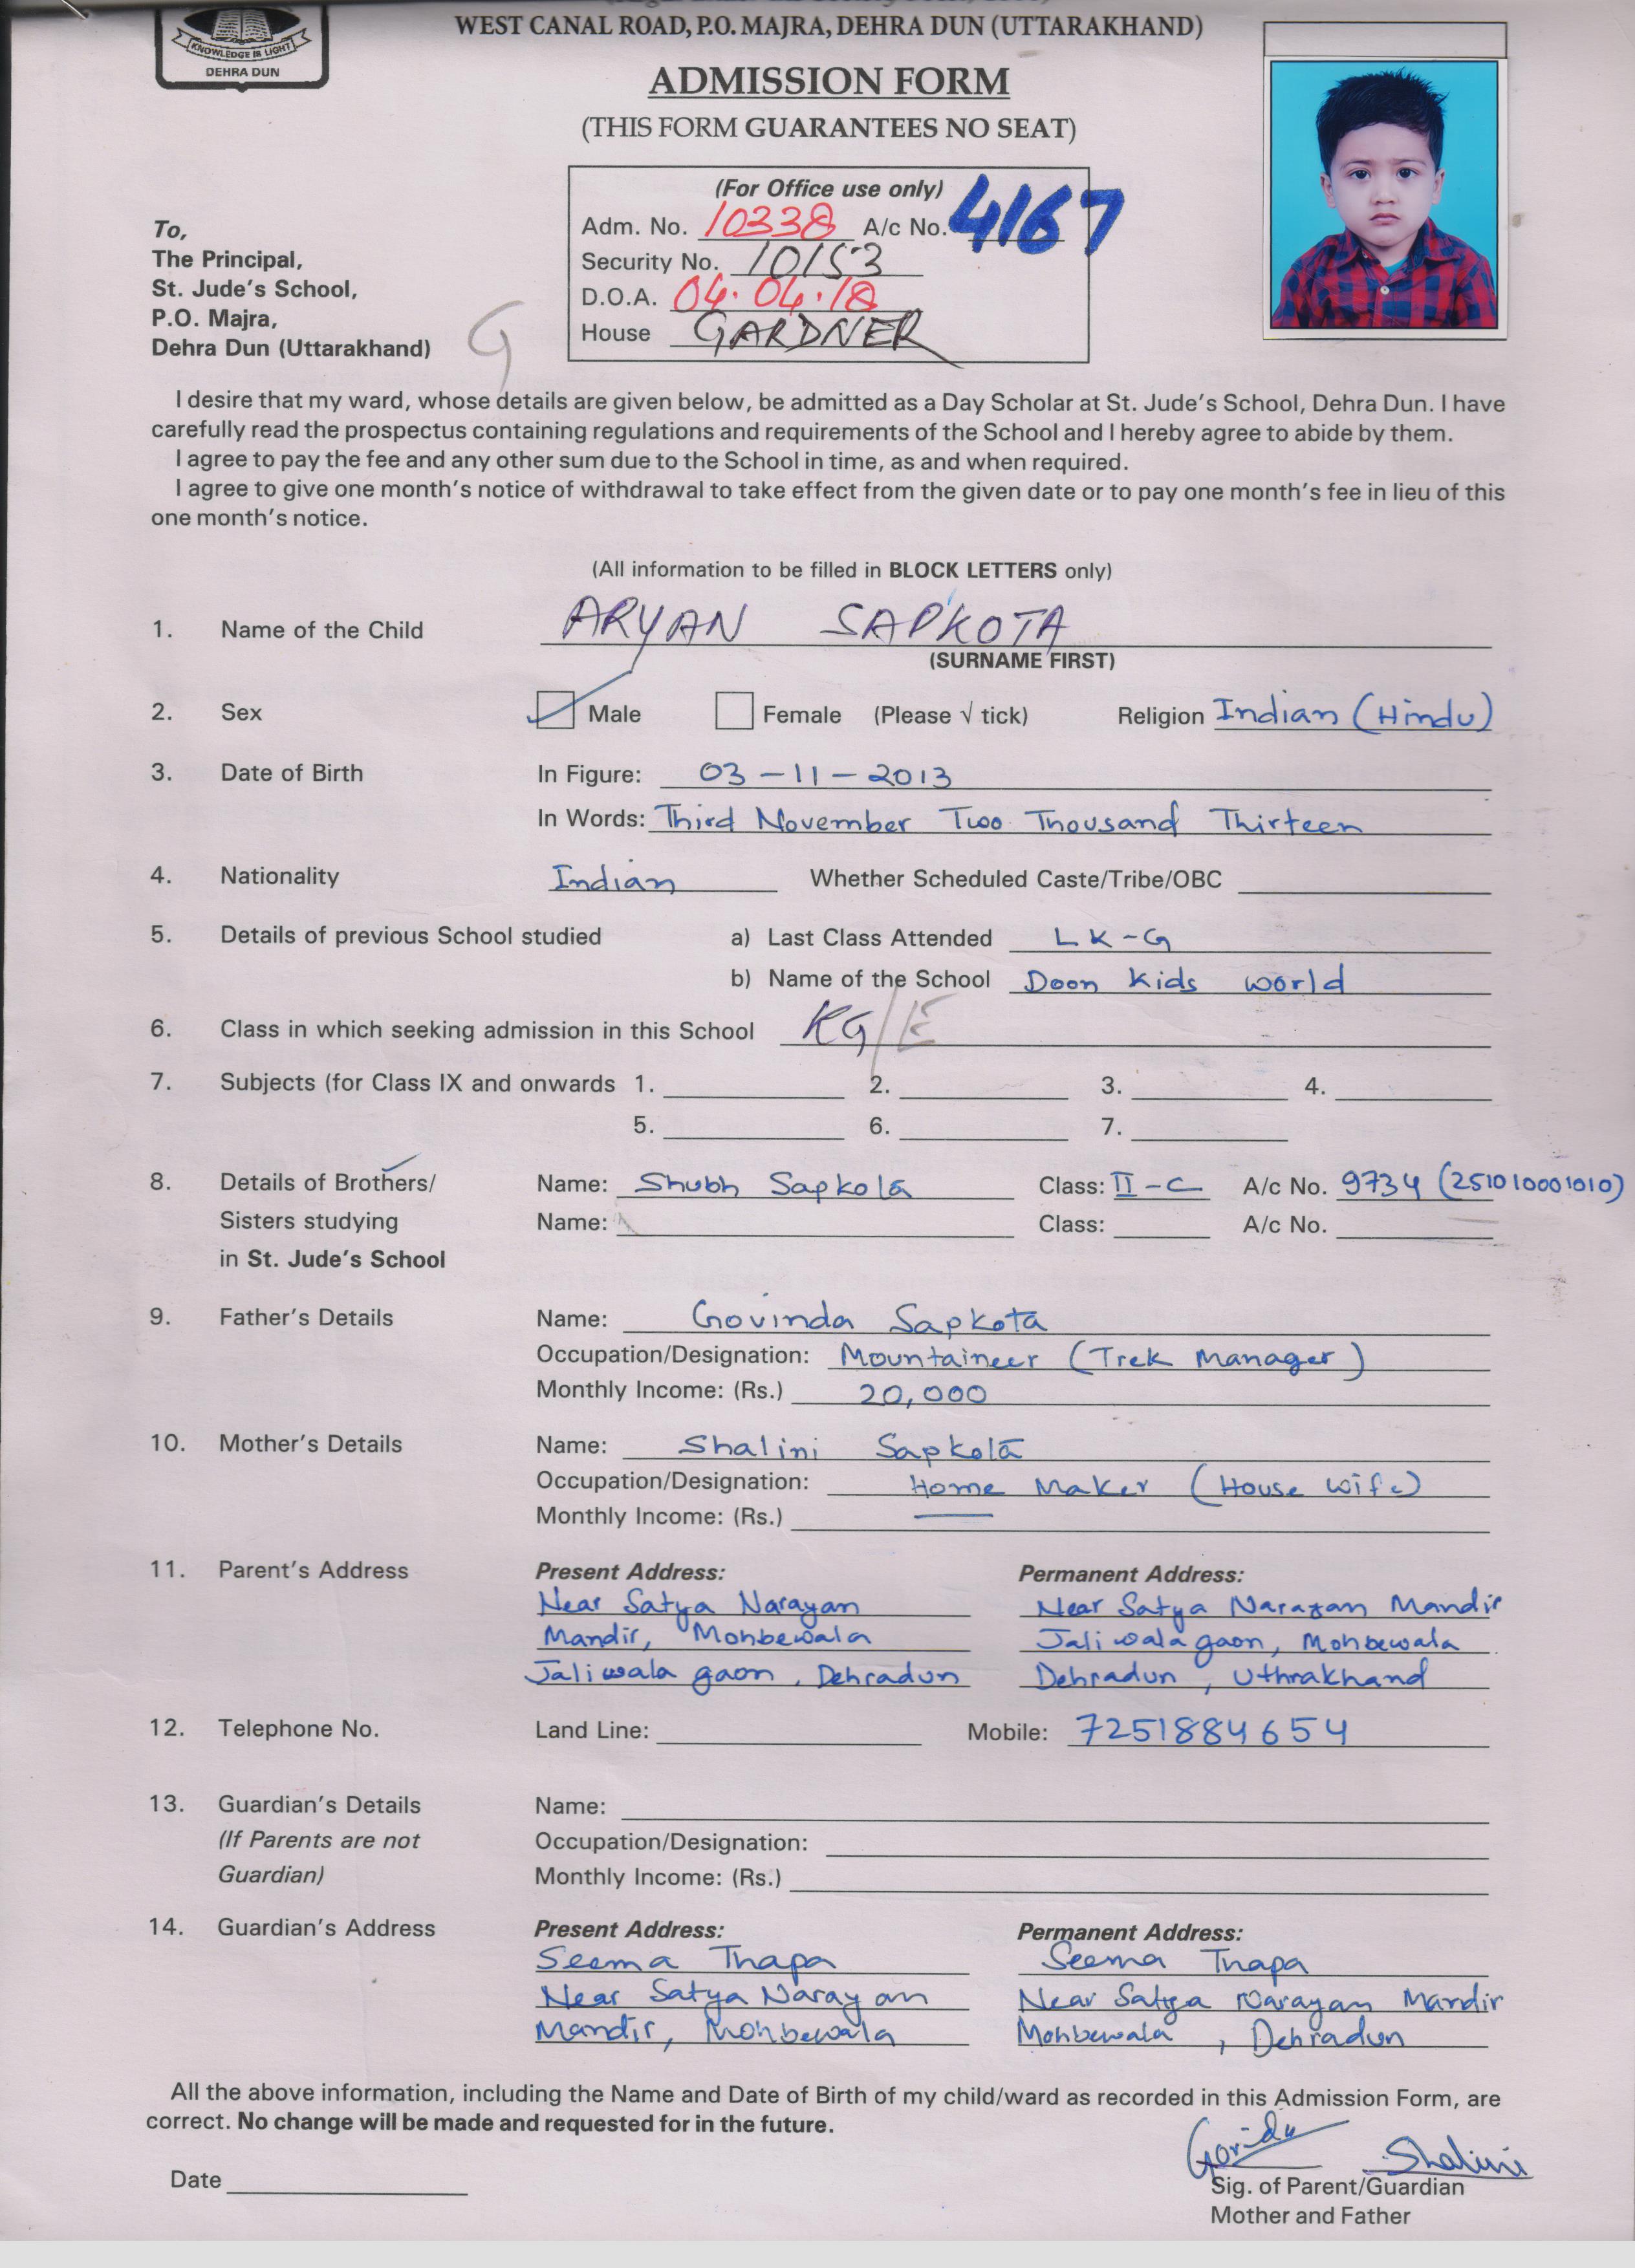 KNOWLEDGE IS LIGHT
DEHRA DUN
WEST CANAL ROAD, P.O. MAJRA, DEHRA DUN (UTTARAKHAND)
ADMISSION FORM
(THIS FORM GUARANTEES NO SEAT)
(For Office use only)
Adm. No. 10338 A/c No. 4167
Security No. 10153
D.O.A. 04.04.18
House GARDNER
To,
The Principal,
St. Jude's School,
P.O. Majra,
Dehra Dun (Uttarakhand)
G
I desire that my ward, whose details are given below, be admitted as a Day Scholar at St. Jude's School, Dehra Dun. I have
carefully read the prospectus containing regulations and requirements of the School and I hereby agree to abide by them.
I agree to pay the fee and any other sum due to the School in time, as and when required.
I agree to give one month's notice of withdrawal to take effect from the given date or to pay one month's fee in lieu of this
one month's notice.
(All information to be filled in BLOCK LETTERS only)
1. Name of the Child ARYAN SAPKOTA
(SURNAME FIRST)
2. Sex Male Female (Please √ tick) Religion Indian (Hindu)
3. Date of Birth In Figure: 03-11-2013
In Words: Third November Two Thousand Thirteen
4. Nationality Indian Whether Scheduled Caste/Tribe/OBC
5. Details of previous School studied a) Last Class Attended LK-G
b) Name of the School Doon Kids world
6. Class in which seeking admission in this School KG/E
7. Subjects (for Class IX and onwards 1. 2. 3. 4.
5. 6. 7.
8. Details of Brothers/ Name: Shubh Sapkota Class: II-C A/c No. 9734 (251010001010)
Sisters studying Name: Class: A/c No.
in St. Jude's School
9. Father's Details Name: Govinda Sapkota
Occupation/Designation: Mountaineer (Trek Manager)
Monthly Income: (Rs.) 20,000
10. Mother's Details Name: Shalini Sapkota
Occupation/Designation: Home Maker (House Wife)
Monthly Income: (Rs.)
11. Parent's Address Present Address: Permanent Address:
Near Satya Narayan Near Satya Narayan Mandir
Mandir, Mohbewala Jaliwala gaon, Mohbewala
Jaliwala gaon, Dehradun Dehradun, Uthrakhand
12. Telephone No. Land Line: Mobile: 7251884654
13. Guardian's Details Name:
(If Parents are not Occupation/Designation:
Guardian) Monthly Income: (Rs.)
14. Guardian's Address Present Address: Permanent Address:
Seema Thapa Seema Thapa
Near Satya Narayan Near Satya Narayan Mandir
Mandir, Mohbewala Mohbewala, Dehradun
All the above information, including the Name and Date of Birth of my child/ward as recorded in this Admission Form, are
correct. No change will be made and requested for in the future.
Govinda Shalini
Date Sig. of Parent/Guardian
Mother and Father